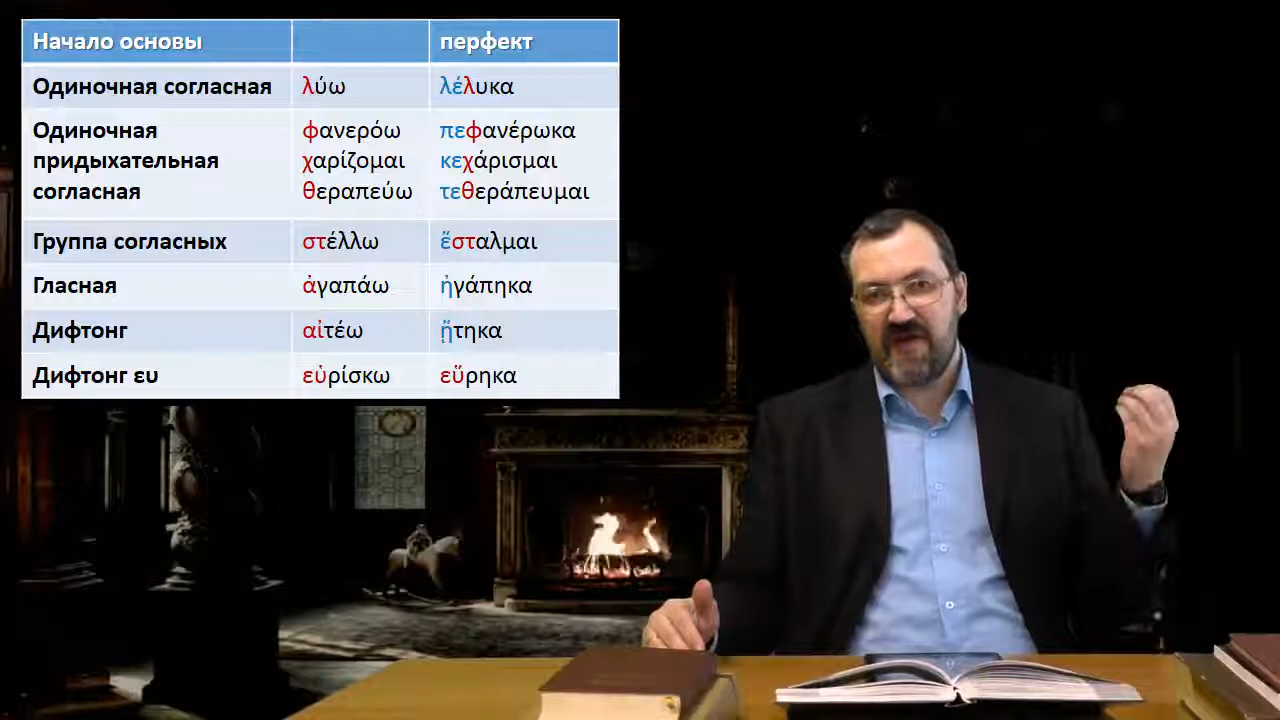 Начало основы перфект
Одиночная согласная λύω λέλυκα
Одиночная φανερόω πεφανέρωκα
придыхательная χαρίζομαι κεχάρισμαι
согласная θεραπεύω τεθεράπευμαι
Группа согласных στέλλω ἔσταλμαι
Гласная ἀγαπάω ἠγάπηκα
Дифтонг αἰτέω ᾔτηκα
Дифтонг ευ εὑρίσκω εὕρηκα